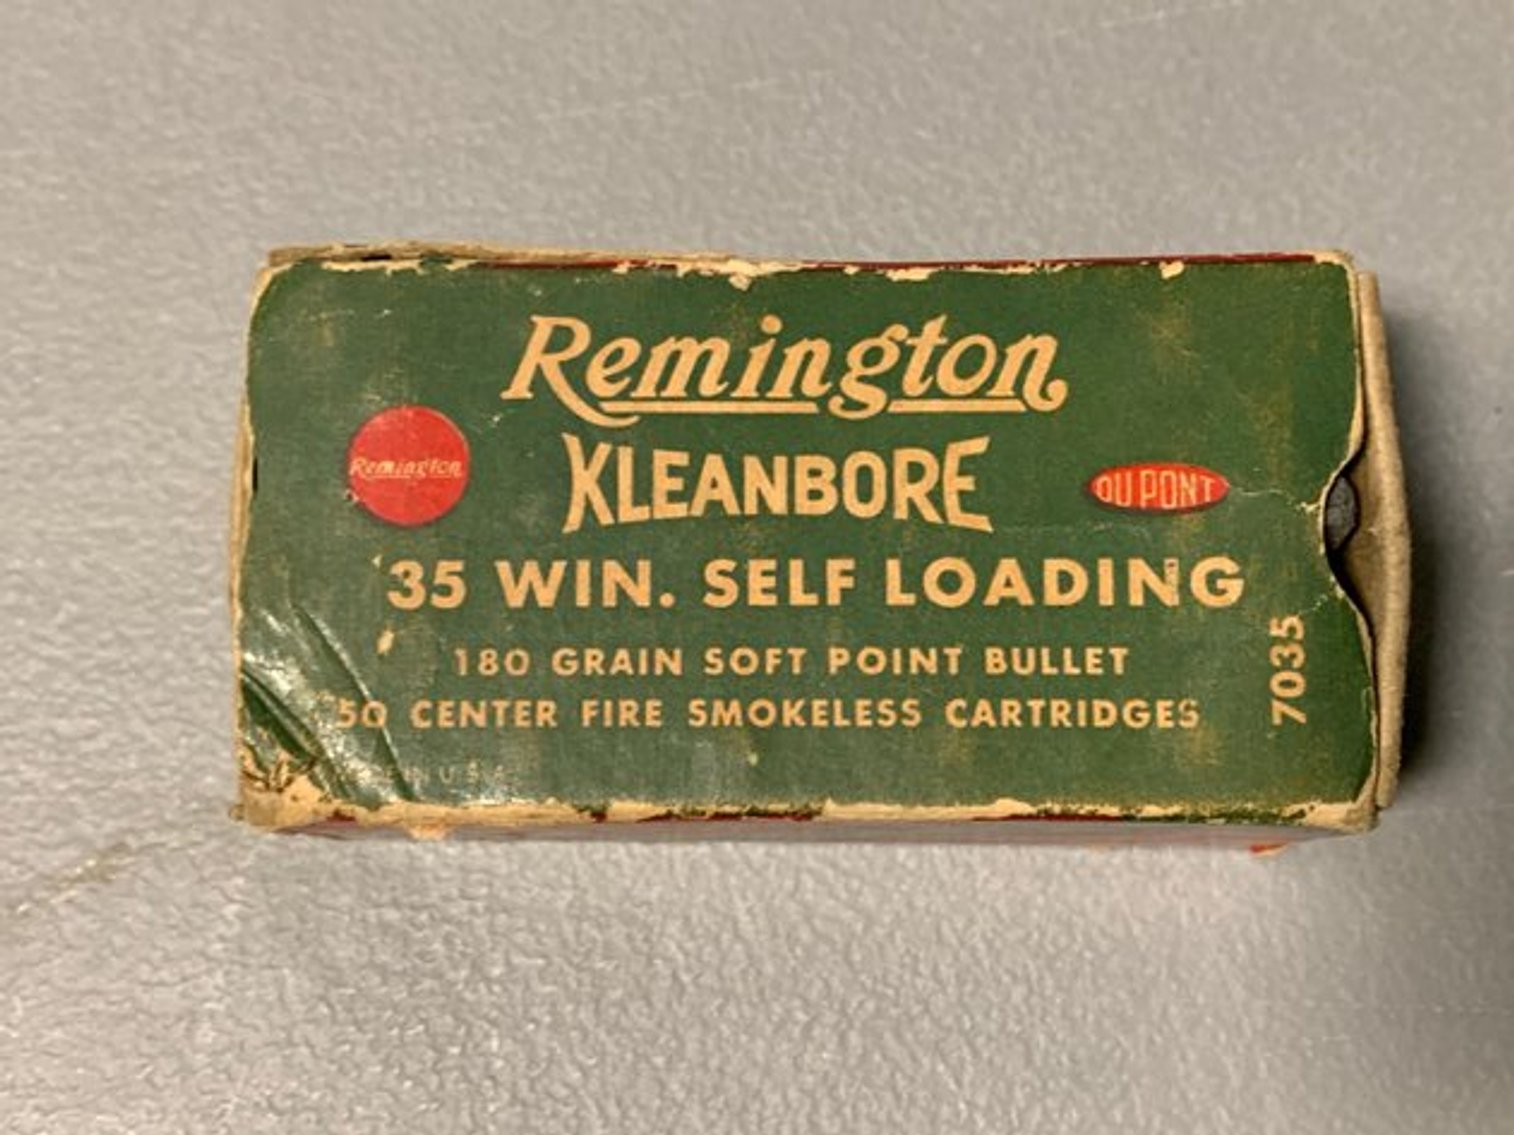 Remington
Remington
KLEANBORE
DU PONT
35 WIN. SELF LOADING
180 GRAIN SOFT POINT BULLET
50 CENTER FIRE SMOKELESS CARTRIDGES
7035
IN U.S.A.